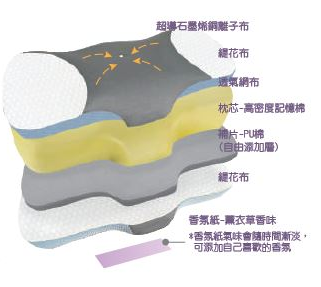 超導石墨烯銅離子布
緹花布
透氣網布
枕芯-高密度記憶棉
補片-PU棉
(自由添加層)
緹花布
香氛紙-薰衣草香味
*香氛紙氣味會隨時間漸淡，
可添加自己喜歡的香氛